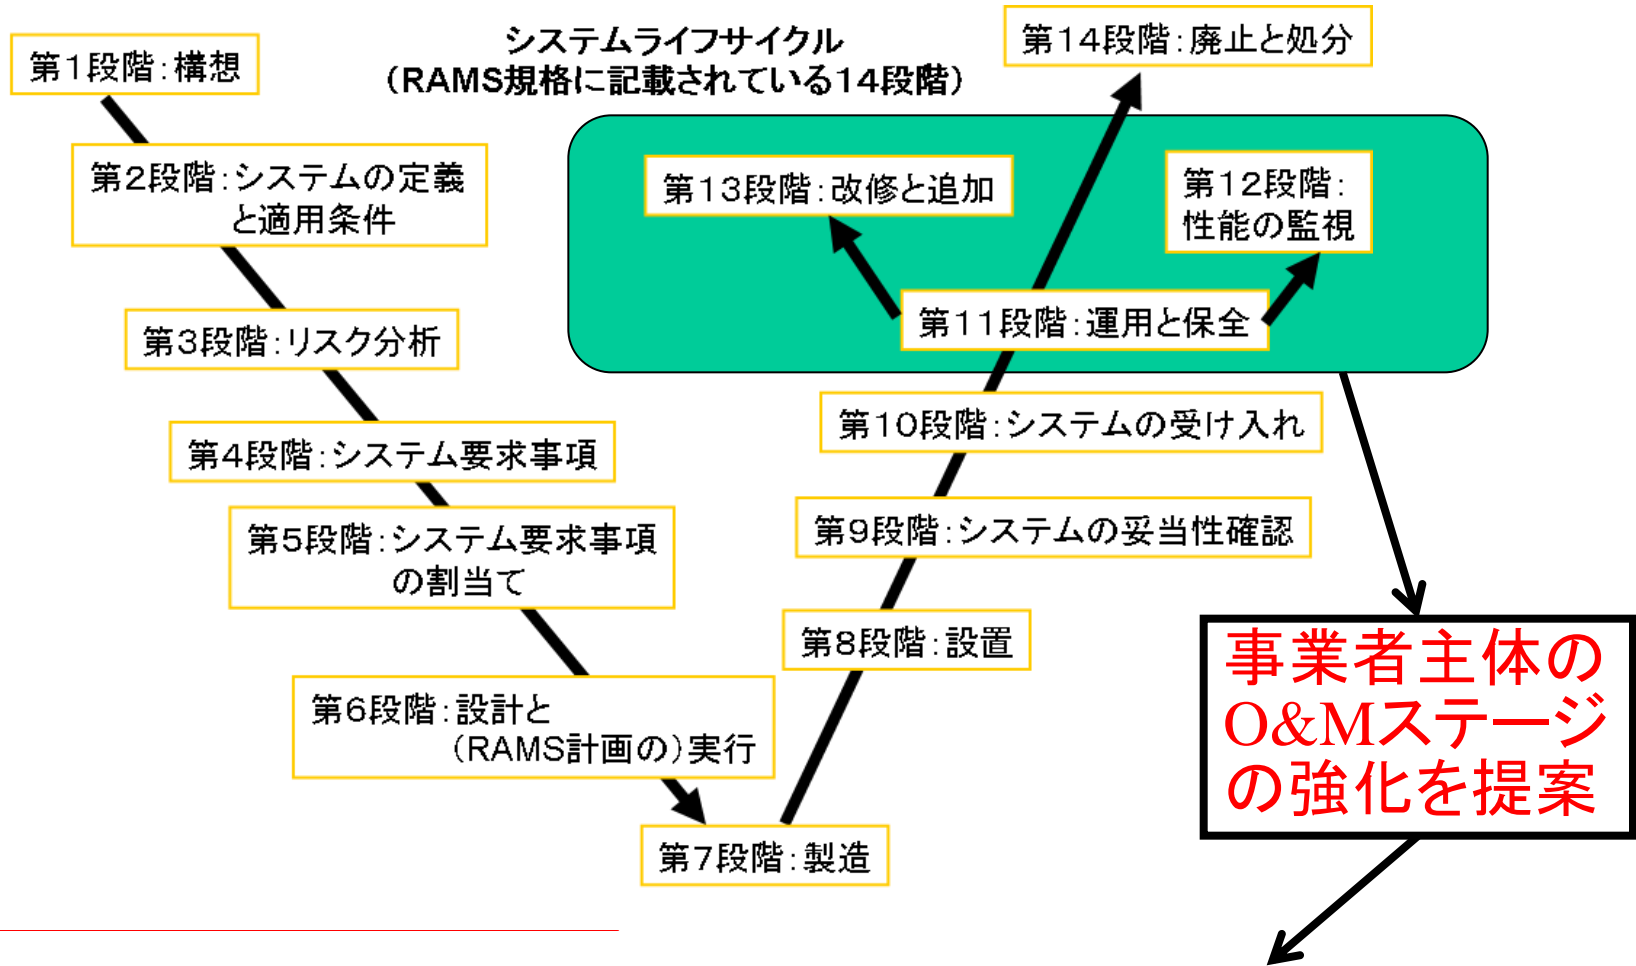 システムライフサイクル
（RAMS規格に記載されている14段階）
第1段階：構想
第2段階：システムの定義
と適用条件
第3段階：リスク分析
第4段階：システム要求事項
第5段階：システム要求事項
の割当て
第6段階：設計と
（RAMS計画の）実行
第7段階：製造
第8段階：設置
第9段階：システムの妥当性確認
第10段階：システムの受け入れ
第11段階：運用と保全
第12段階：
性能の監視
第13段階：改修と追加
第14段階：廃止と処分
事業者主体の
O&Mステージ
の強化を提案